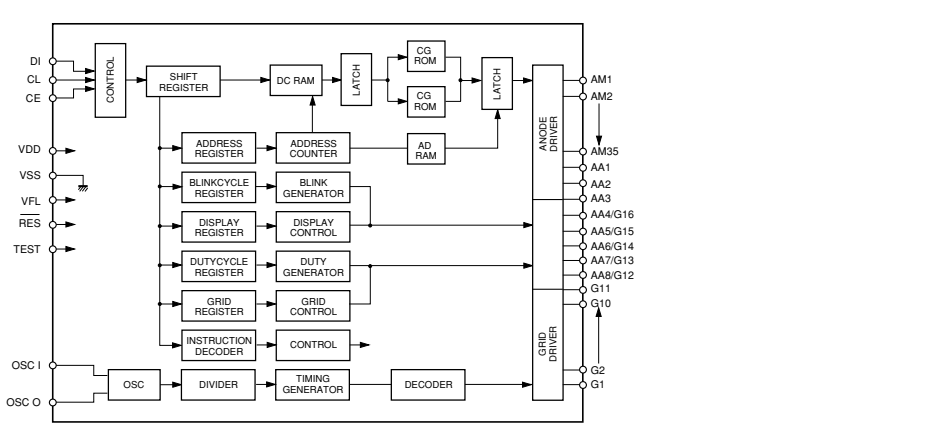 DI
CL
CE
VDD
VSS
VFL
RES
TEST
OSC I
OSC O
CONTROL
SHIFT
REGISTER
DC RAM
LATCH
CG
ROM
CG
ROM
LATCH
ADDRESS
REGISTER
ADDRESS
COUNTER
AD
RAM
BLINKCYCLE
REGISTER
BLINK
GENERATOR
DISPLAY
REGISTER
DISPLAY
CONTROL
DUTYCYCLE
REGISTER
DUTY
GENERATOR
GRID
REGISTER
GRID
CONTROL
INSTRUCTION
DECODER
CONTROL
OSC
DIVIDER
TIMING
GENERATOR
DECODER
ANODE
DRIVER
GRID
DRIVER
AM1
AM2
AM35
AA1
AA2
AA3
AA4/G16
AA5/G15
AA6/G14
AA7/G13
AA8/G12
G11
G10
G2
G1